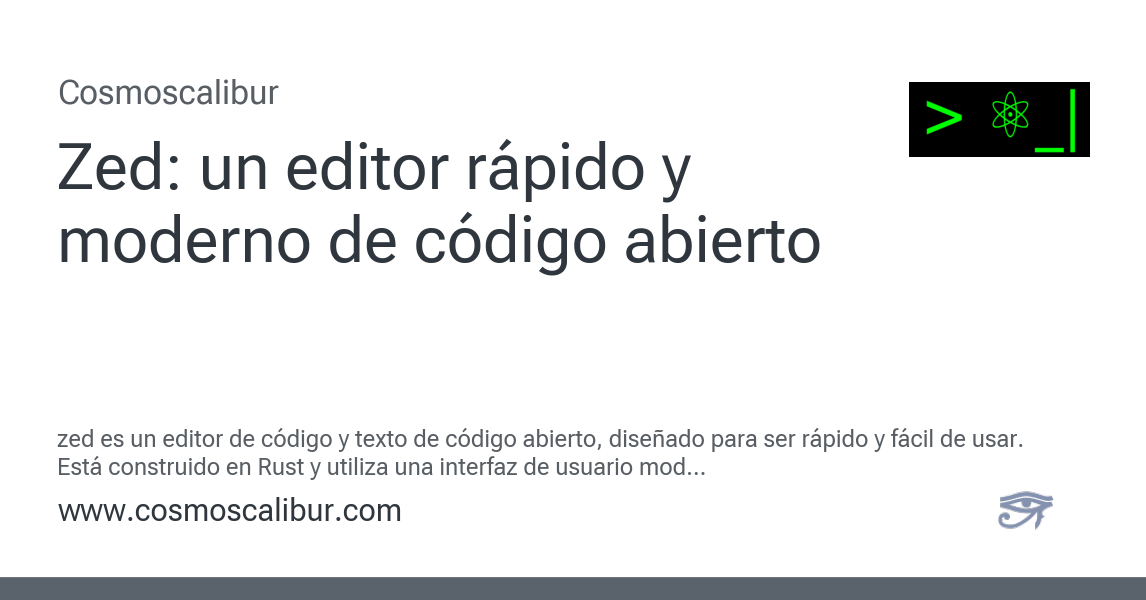 Cosmoscalibur
> ⚛ _|
Zed: un editor rápido y
moderno de código abierto
zed es un editor de código y texto de código abierto, diseñado para ser rápido y fácil de usar.
Está construido en Rust y utiliza una interfaz de usuario mod...
www.cosmoscalibur.com